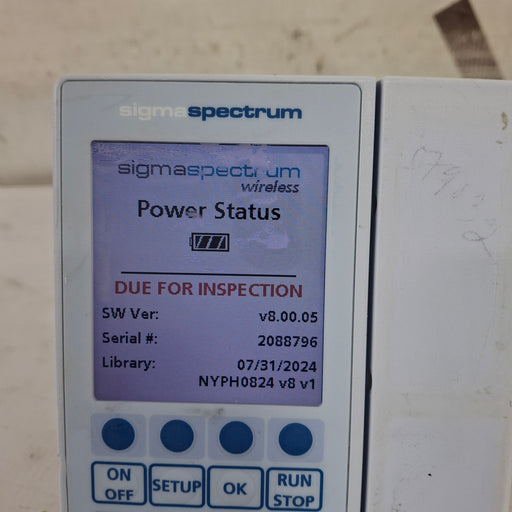 sigmaspectrum
sigmaspectrum
wireless
Power Status
DUE FOR INSPECTION
SW Ver: v8.00.05
Serial #: 2088796
Library: 07/31/2024
NYPH0824 v8 v1
ON OFF
SETUP
OK
RUN STOP